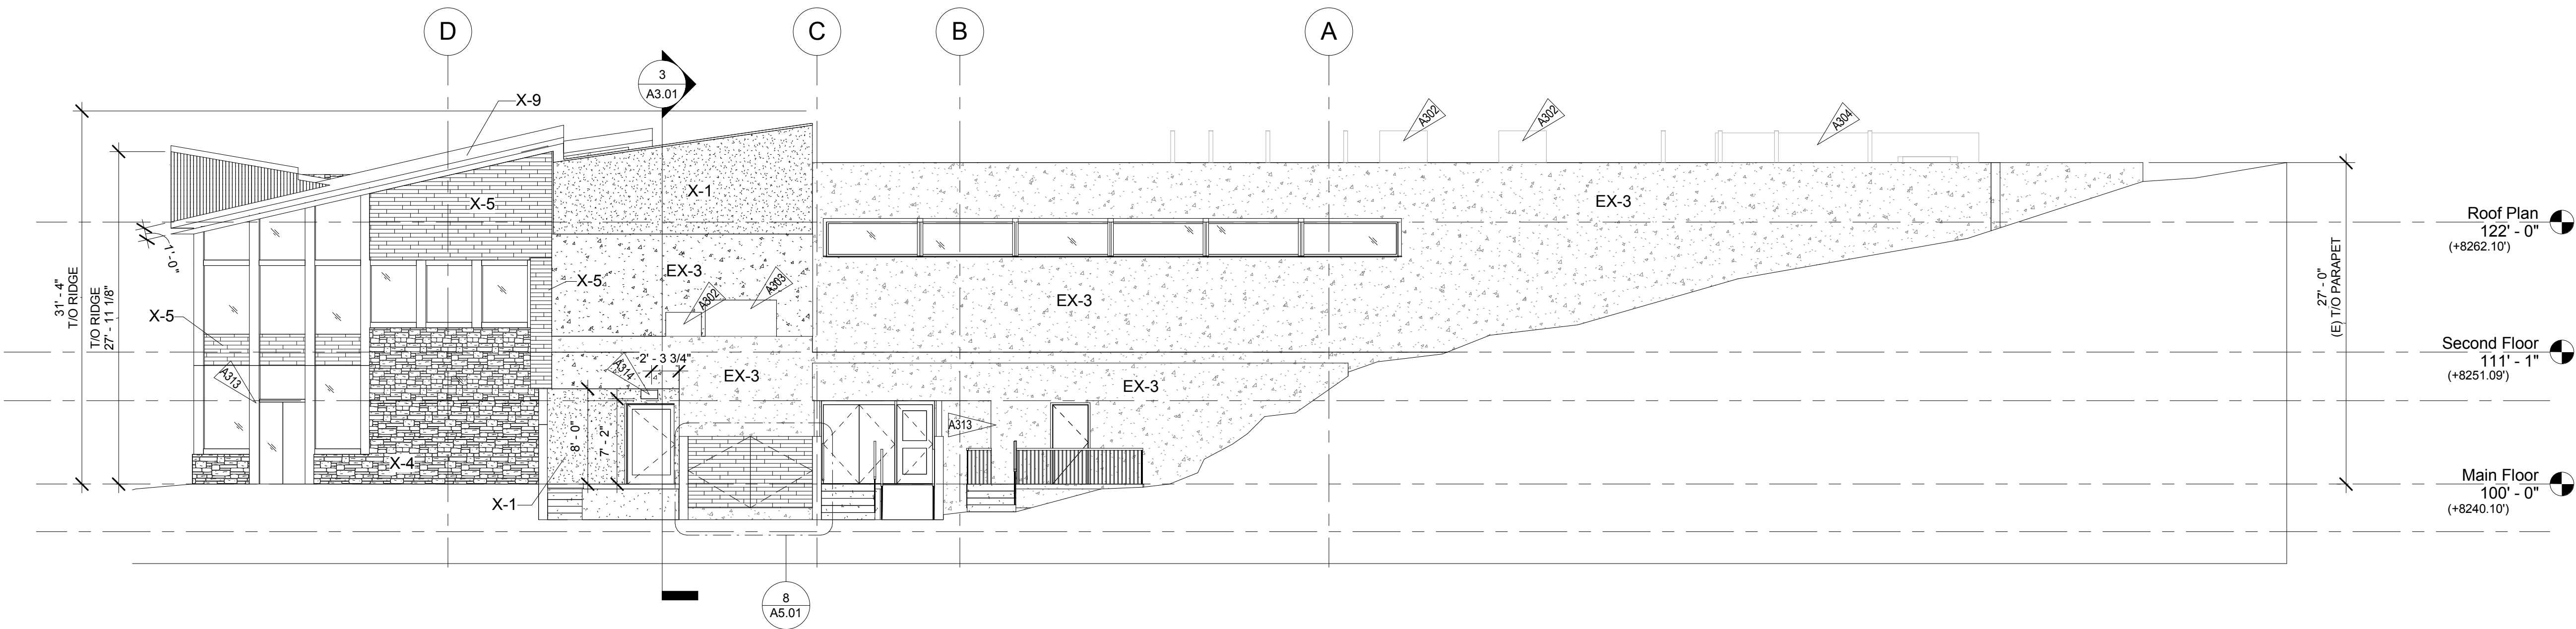 D
C
B
A
3
A3.01
X-9
A302
A302
A304
X-1
X-5
EX-3
Roof Plan
122' - 0"
(+8262.10')
1' - 0"
31' - 4"
T/O RIDGE
T/O RIDGE
27' - 11 1/8"
X-5
EX-3
A302
A303
EX-3
27' - 0"
(E) T/O PARAPET
X-5
Second Floor
111' - 1"
(+8251.09')
2' - 3 3/4"
A313
A314
EX-3
EX-3
8' - 0"
7' - 2"
A313
X-4
X-1
Main Floor
100' - 0"
(+8240.10')
8
A5.01